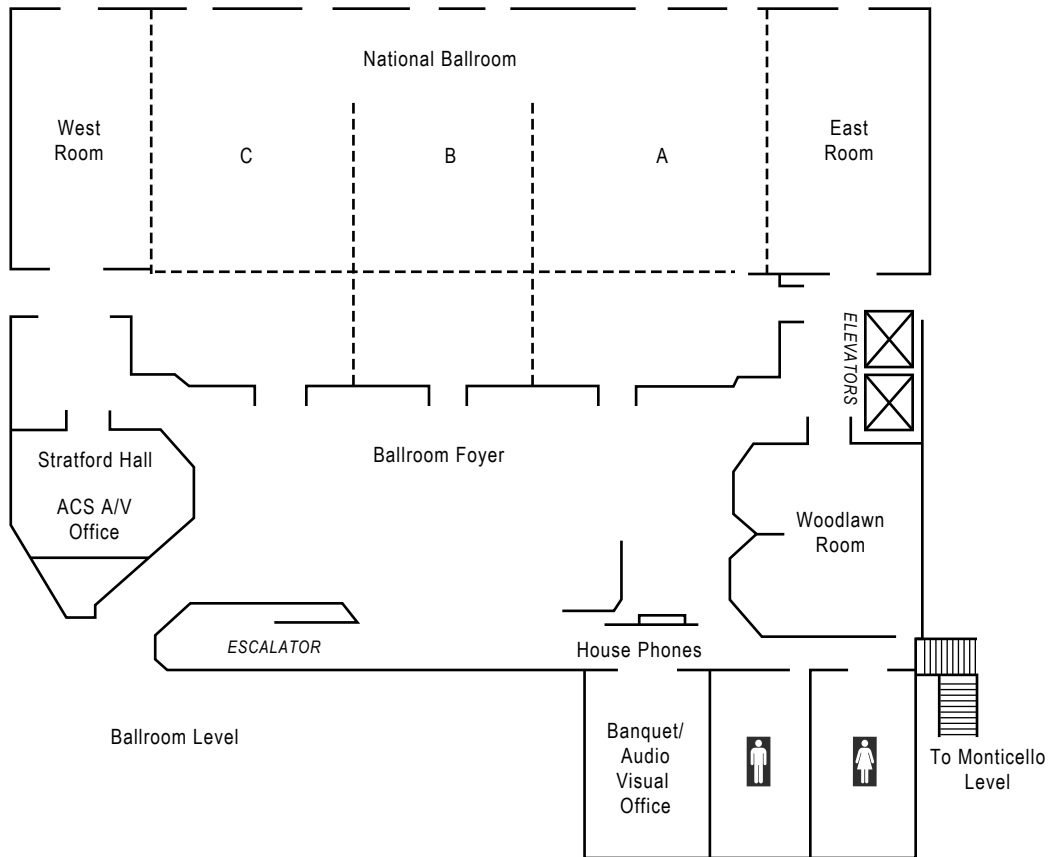 National Ballroom
West
Room
C
B
A
East
Room
ELEVATORS
Stratford Hall
ACS A/V
Office
Ballroom Foyer
Woodlawn
Room
ESCALATOR
House Phones
Ballroom Level
Banquet/
Audio
Visual
Office
To Monticello
Level